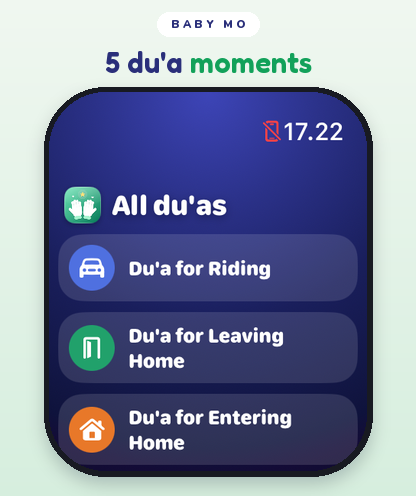 BABY MO
5 du'a moments
17.22
All du'as
Du'a for Riding
Du'a for Leaving
Home
Du'a for Entering
Home